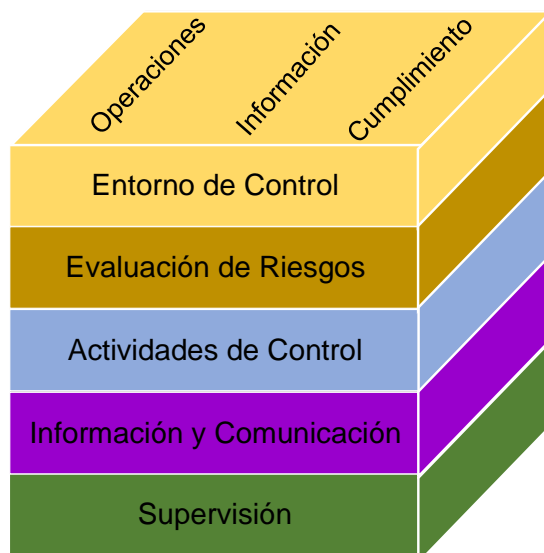 Operaciones
Información
Cumplimiento
Entorno de Control
Evaluación de Riesgos
Actividades de Control
Información y Comunicación
Supervisión